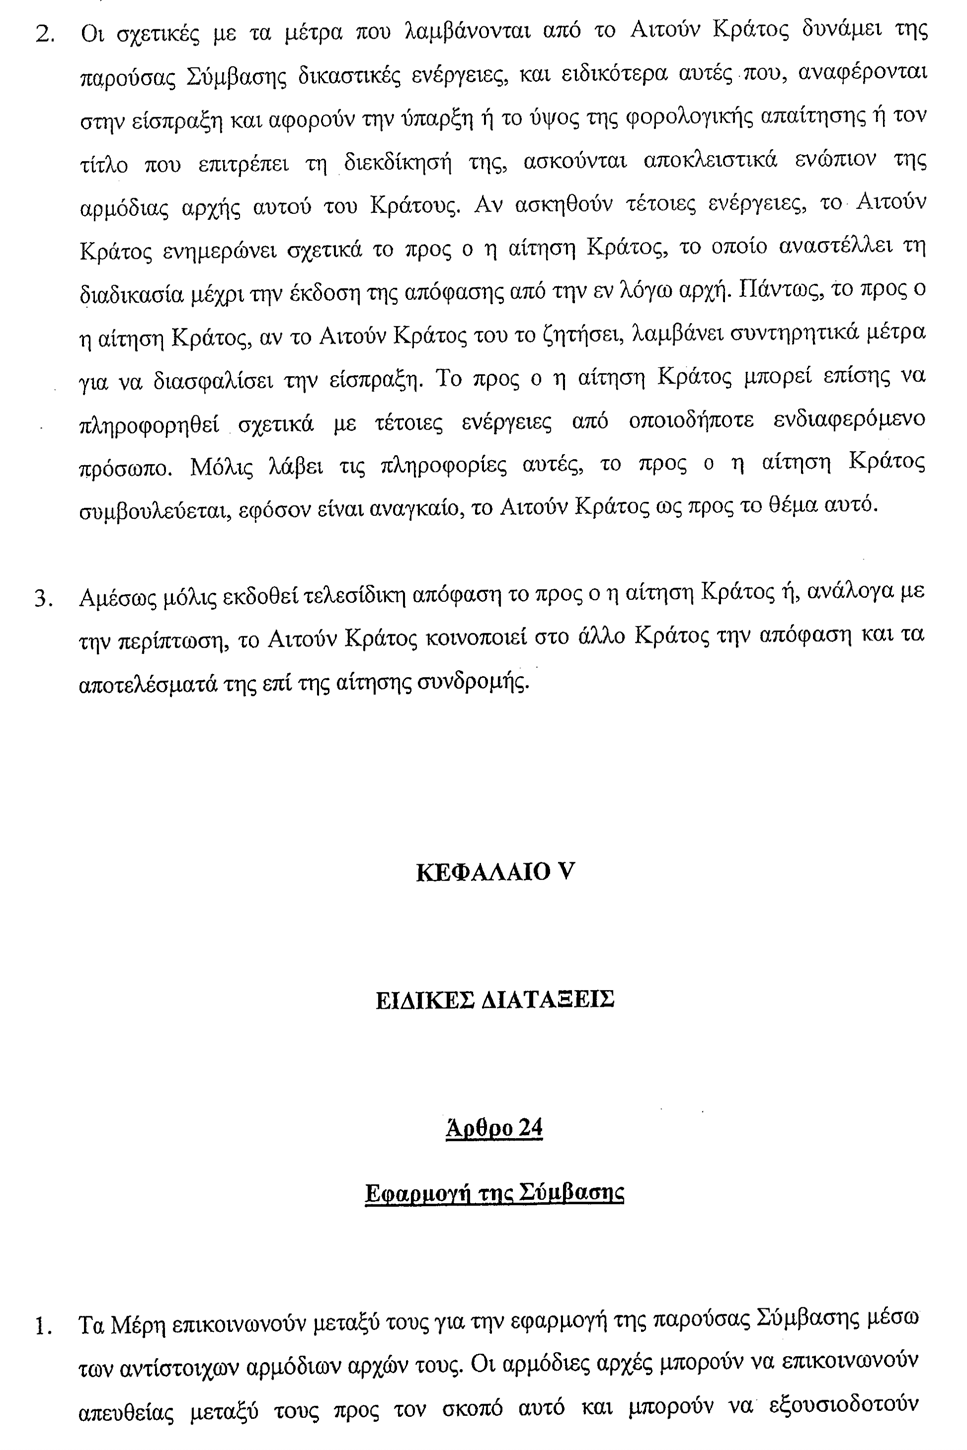 2. Οι σχετικές με τα μέτρα που λαμβάνονται από το Αιτούν Κράτος δυνάμει της
παρούσας Σύμβασης δικαστικές ενέργειες, και ειδικότερα αυτές που, αναφέρονται
στην είσπραξη και αφορούν την ύπαρξη ή το ύψος της φορολογικής απαίτησης ή τον
τίτλο που επιτρέπει τη διεκδίκησή της, ασκούνται αποκλειστικά ενώπιον της
αρμόδιας αρχής αυτού του Κράτους. Αν ασκηθούν τέτοιες ενέργειες, το Αιτούν
Κράτος ενημερώνει σχετικά το προς ο η αίτηση Κράτος, το οποίο αναστέλλει τη
διαδικασία μέχρι την έκδοση της απόφασης από την εν λόγω αρχή. Πάντως, το προς ο
η αίτηση Κράτος, αν το Αιτούν Κράτος του το ζητήσει, λαμβάνει συντηρητικά μέτρα
για να διασφαλίσει την είσπραξη. Το προς ο η αίτηση Κράτος μπορεί επίσης να
πληροφορηθεί σχετικά με τέτοιες ενέργειες από οποιοδήποτε ενδιαφερόμενο
πρόσωπο. Μόλις λάβει τις πληροφορίες αυτές, το προς ο η αίτηση Κράτος
συμβουλεύεται, εφόσον είναι αναγκαίο, το Αιτούν Κράτος ως προς το θέμα αυτό.
3. Αμέσως μόλις εκδοθεί τελεσίδικη απόφαση το προς ο η αίτηση Κράτος ή, ανάλογα με
την περίπτωση, το Αιτούν Κράτος κοινοποιεί στο άλλο Κράτος την απόφαση και τα
αποτελέσματά της επί της αίτησης συνδρομής.
ΚΕΦΑΛΑΙΟ V
ΕΙΔΙΚΕΣ ΔΙΑΤΑΞΕΙΣ
Άρθρο 24
Εφαρμογή της Σύμβασης
1. Τα Μέρη επικοινωνούν μεταξύ τους για την εφαρμογή της παρούσας Σύμβασης μέσω
των αντίστοιχων αρμόδιων αρχών τους. Οι αρμόδιες αρχές μπορούν να επικοινωνούν
απευθείας μεταξύ τους προς τον σκοπό αυτό και μπορούν να εξουσιοδοτούν